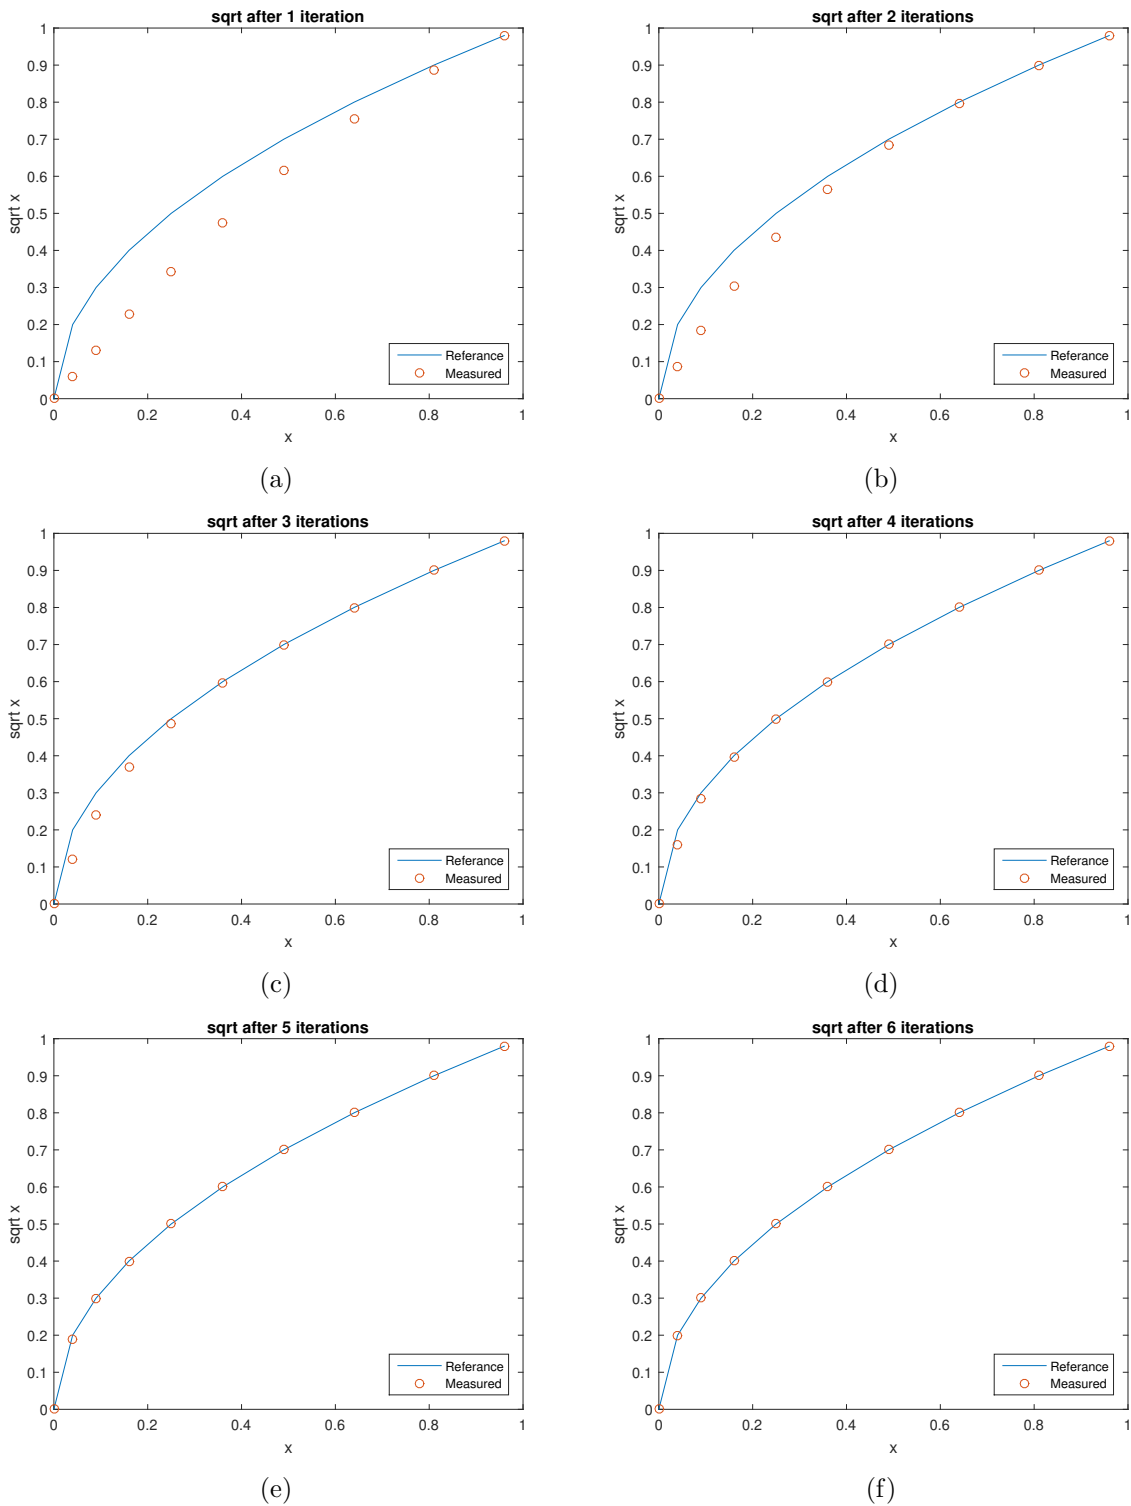 sqrt after 1 iteration
1
0.9
0.8
0.7
0.6
0.5
0.4
0.3
0.2
0.1
0
sqrt x
Referance
Measured
0 0.2 0.4 0.6 0.8 1
x
(a)
sqrt after 2 iterations
1
0.9
0.8
0.7
0.6
0.5
0.4
0.3
0.2
0.1
0
sqrt x
Referance
Measured
0 0.2 0.4 0.6 0.8 1
x
(b)
sqrt after 3 iterations
1
0.9
0.8
0.7
0.6
0.5
0.4
0.3
0.2
0.1
0
sqrt x
Referance
Measured
0 0.2 0.4 0.6 0.8 1
x
(c)
sqrt after 4 iterations
1
0.9
0.8
0.7
0.6
0.5
0.4
0.3
0.2
0.1
0
sqrt x
Referance
Measured
0 0.2 0.4 0.6 0.8 1
x
(d)
sqrt after 5 iterations
1
0.9
0.8
0.7
0.6
0.5
0.4
0.3
0.2
0.1
0
sqrt x
Referance
Measured
0 0.2 0.4 0.6 0.8 1
x
(e)
sqrt after 6 iterations
1
0.9
0.8
0.7
0.6
0.5
0.4
0.3
0.2
0.1
0
sqrt x
Referance
Measured
0 0.2 0.4 0.6 0.8 1
x
(f)